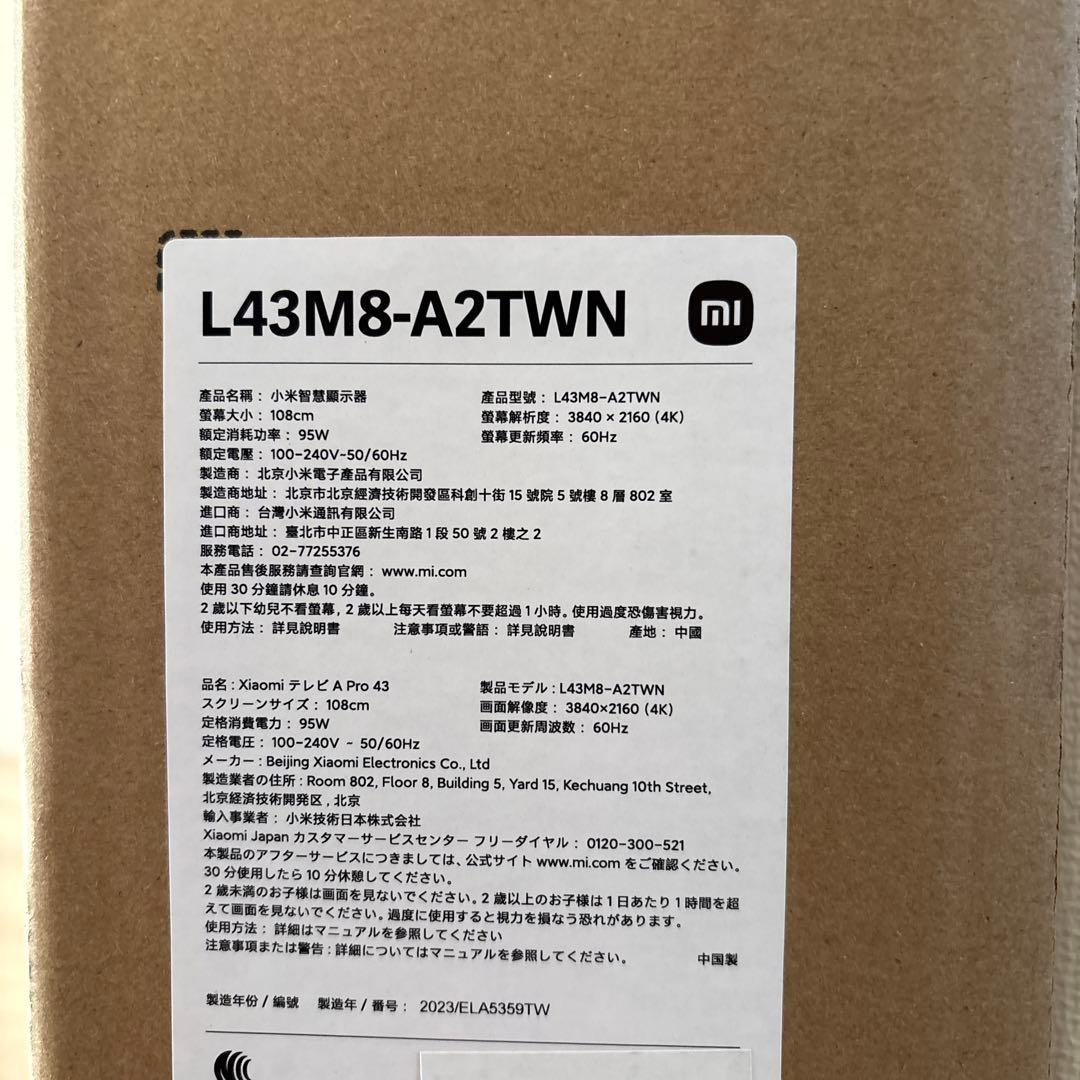 L43M8-A2TWN
mi
產品名稱：小米智慧顯示器 產品型號：L43M8-A2TWN
螢幕大小：108cm 螢幕解析度：3840 × 2160 (4K)
額定消耗功率：95W 螢幕更新頻率：60Hz
額定電壓：100-240V~50/60Hz
製造商：北京小米電子產品有限公司
製造商地址：北京市北京經濟技術開發區科創十街 15 號院 5 號樓 8 層 802 室
進口商：台灣小米通訊有限公司
進口商地址：臺北市中正區新生南路 1 段 50 號 2 樓之 2
服務電話：02-77255376
本產品售後服務請查詢官網：www.mi.com
使用 30 分鐘請休息 10 分鐘。
2 歲以下幼兒不看螢幕，2 歲以上每天看螢幕不要超過 1 小時。使用過度恐傷害視力。
使用方法：詳見說明書 注意事項或警語：詳見說明書 產地：中國
品名：Xiaomi テレビ A Pro 43 製品モデル：L43M8-A2TWN
スクリーンサイズ：108cm 画面解像度：3840×2160 (4K)
定格消費電力：95W 画面更新周波数：60Hz
定格電圧：100-240V ~ 50/60Hz
メーカー：Beijing Xiaomi Electronics Co., Ltd
製造業者の住所：Room 802, Floor 8, Building 5, Yard 15, Kechuang 10th Street,
北京経済技術開発区 , 北京
輸入事業者：小米技術日本株式会社
Xiaomi Japan カスタマーサービスセンター フリーダイヤル：0120-300-521
本製品のアフターサービスにつきましては、公式サイト www.mi.com をご確認ください。
30 分使用したら 10 分休憩してください。
2 歳未満のお子様は画面を見ないでください。2 歳以上のお子様は 1 日あたり 1 時間を超
えて画面を見ないでください。過度に使用すると視力を損なう恐れがあります。
使用方法：詳細はマニュアルを参照してください
注意事項または警告：詳細についてはマニュアルを参照してください。 中国製
製造年份 / 編號 製造年 / 番号：2023/ELA5359TW